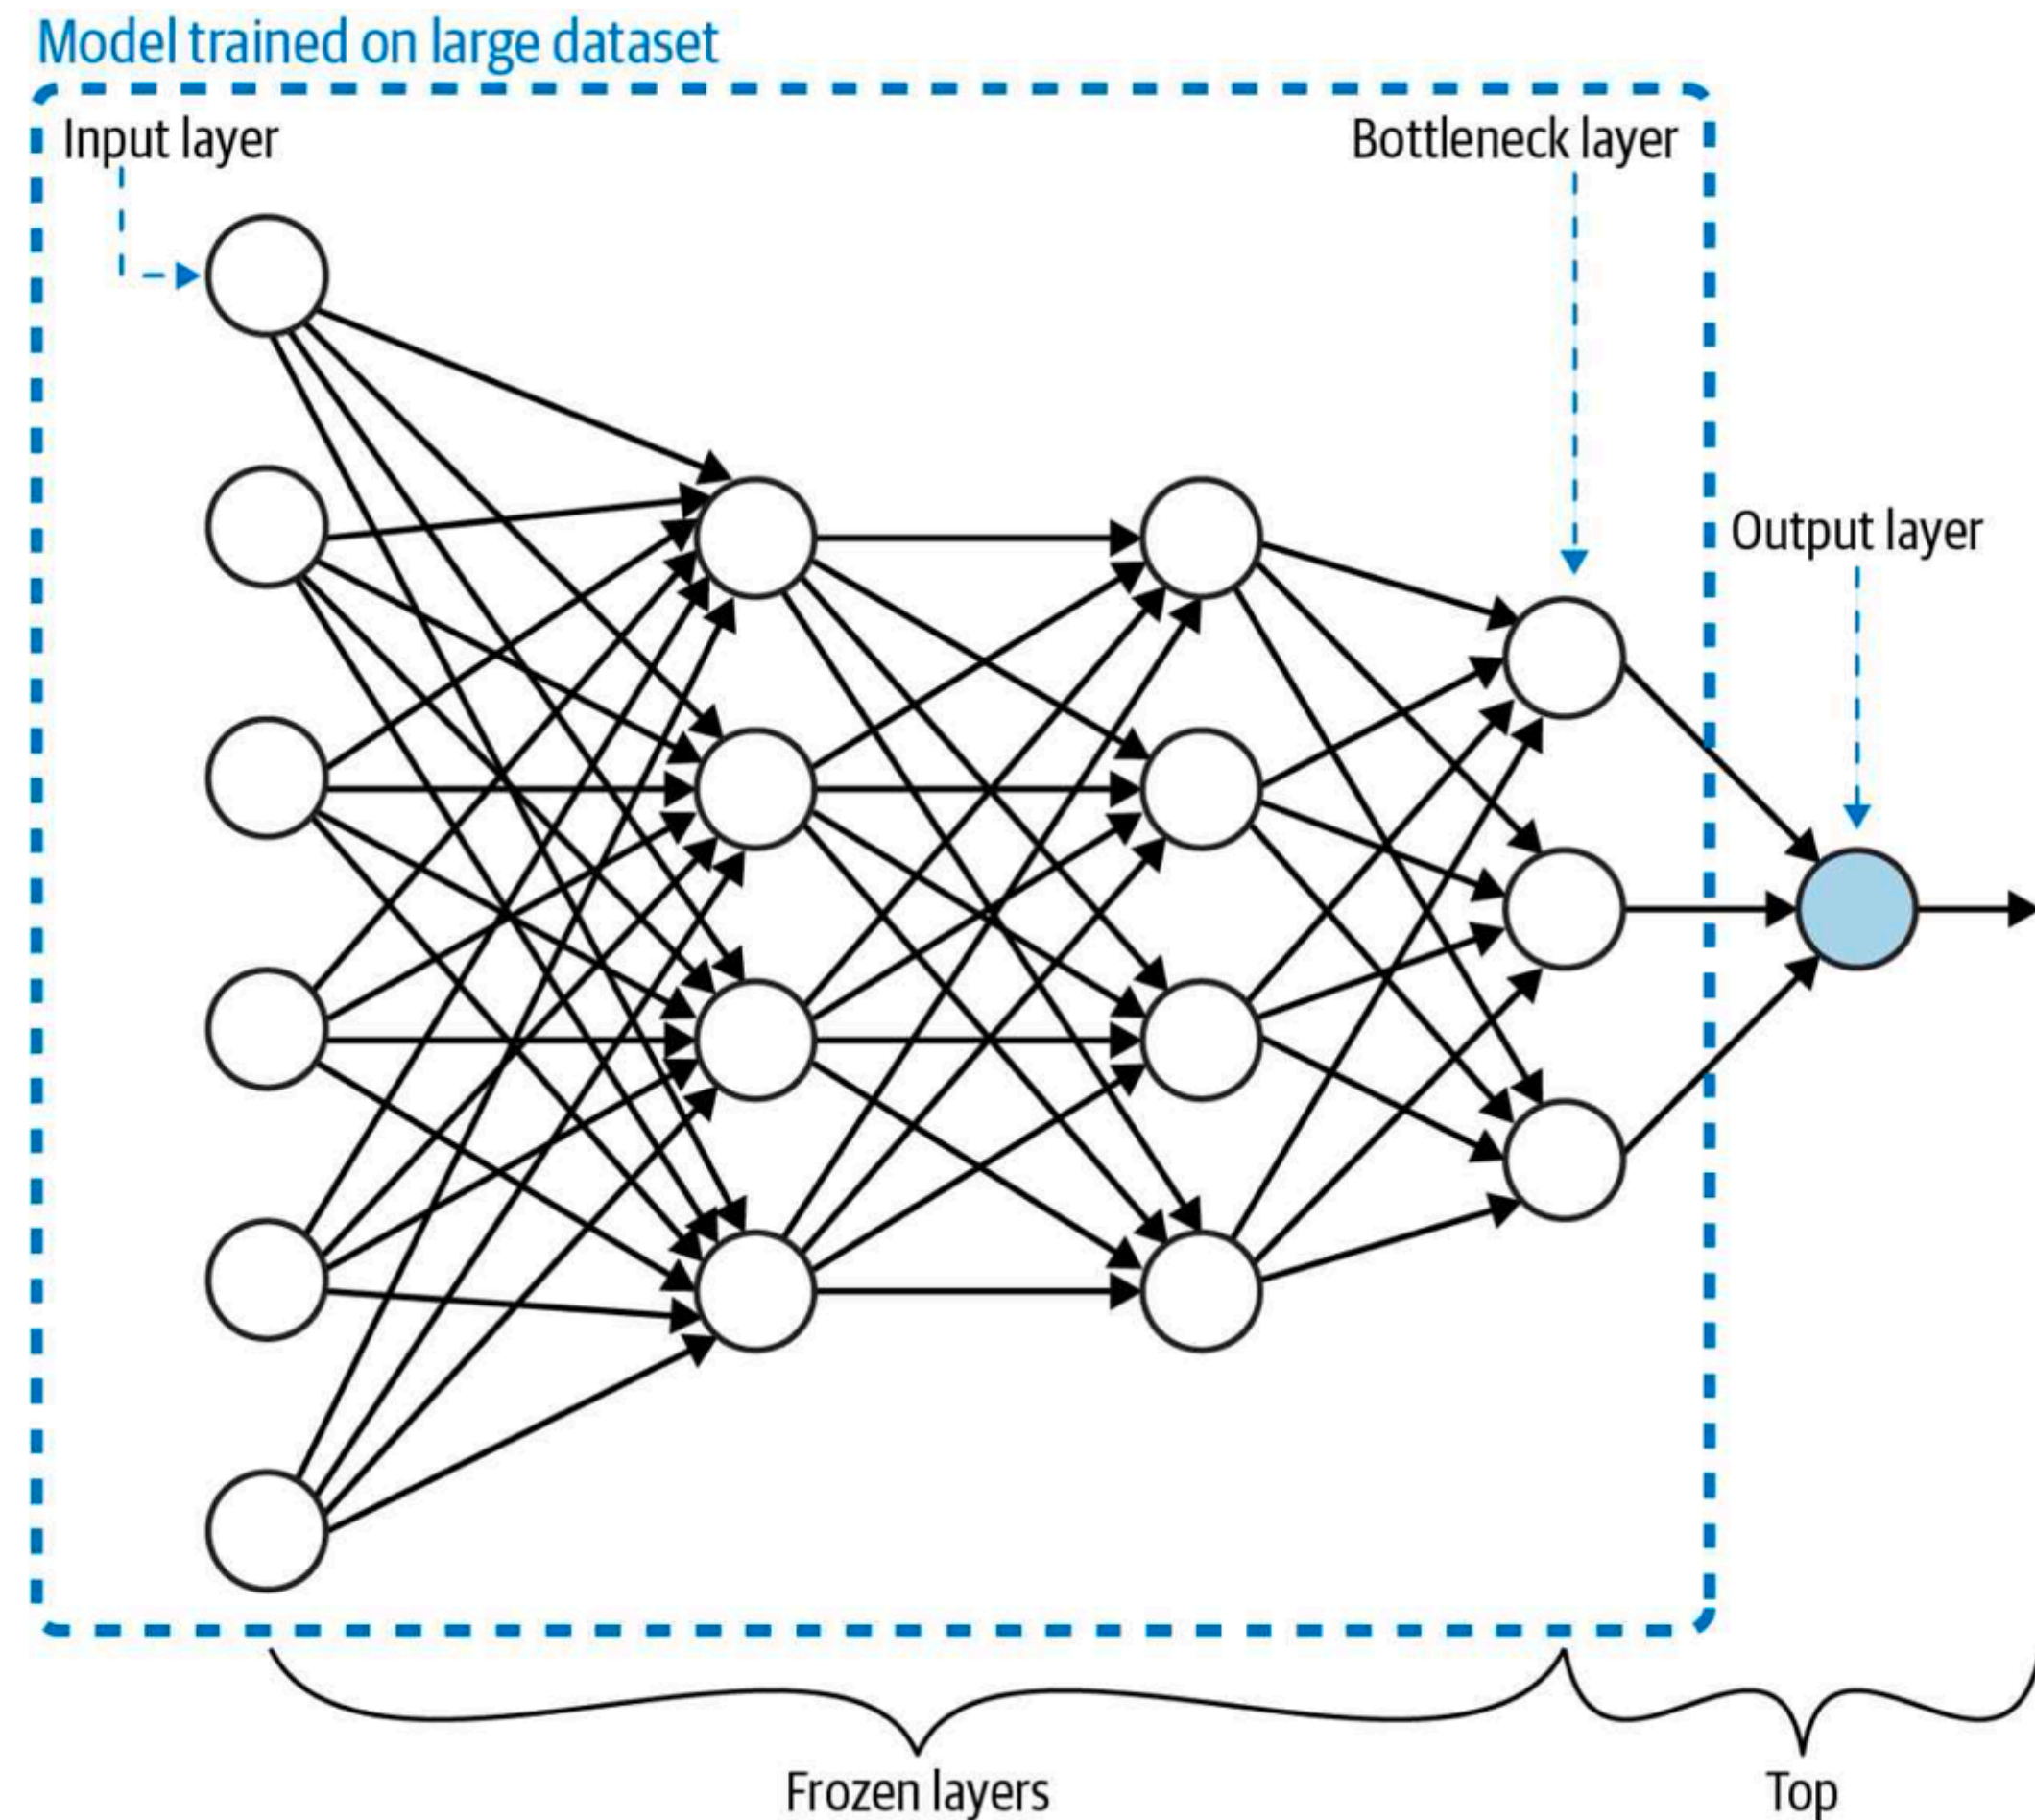 Model trained on large dataset
Input layer
Bottleneck layer
Output layer
Frozen layers
Top